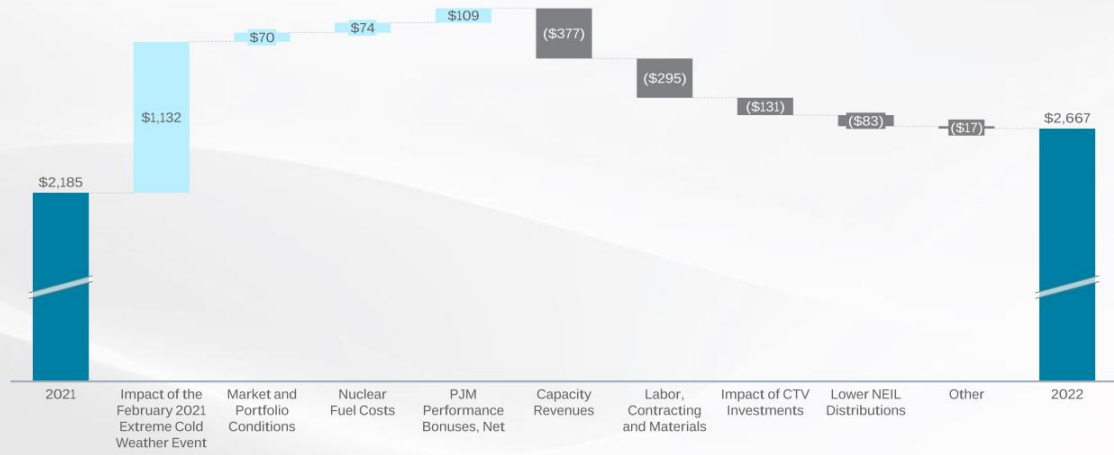 $109
$70
$74
($377)
($295)
$1,132
($131)
($83)
($17)
$2,667
$2,185
2021
Impact of the
February 2021
Extreme Cold
Weather Event
Market and
Portfolio
Conditions
Nuclear
Fuel Costs
PJM
Performance
Bonuses, Net
Capacity
Revenues
Labor,
Contracting
and Materials
Impact of CTV
Investments
Lower NEIL
Distributions
Other
2022